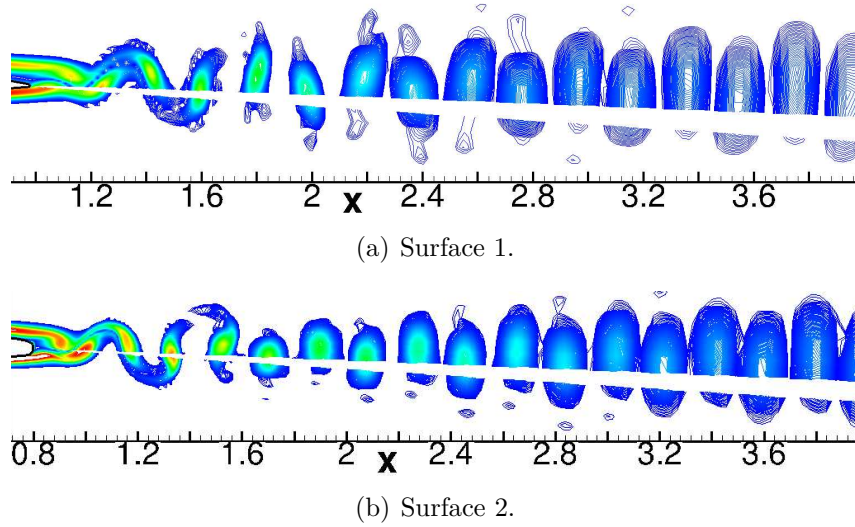 1.2 1.6 2 2.4 2.8 3.2 3.6
X
(a) Surface 1.
0.8 1.2 1.6 2 2.4 2.8 3.2 3.6
X
(b) Surface 2.